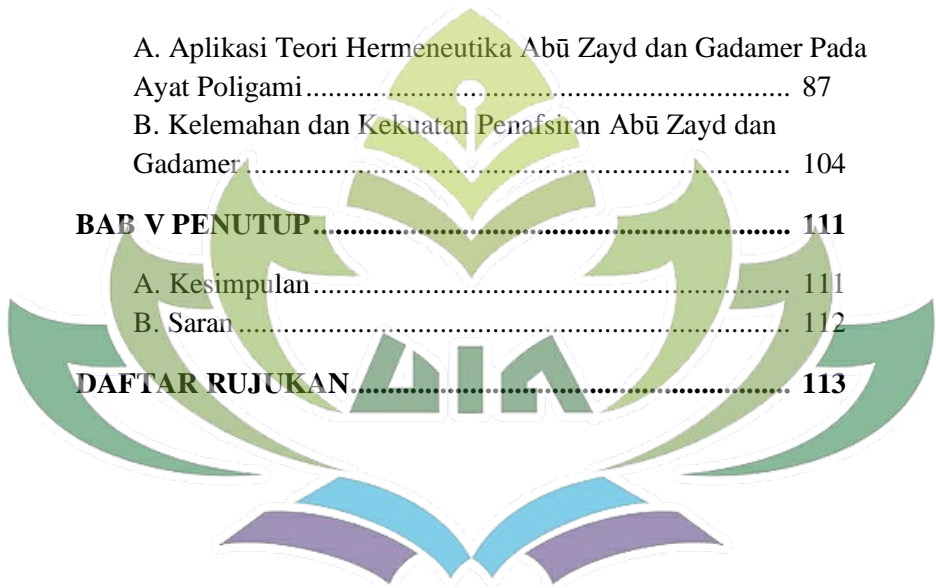 A. Aplikasi Teori Hermeneutika Abū Zayd dan Gadamer Pada
Ayat Poligami................................................................. 87
B. Kelemahan dan Kekuatan Penafsiran Abū Zayd dan
Gadamer......................................................................... 104
BAB V PENUTUP................................................................ 111
A. Kesimpulan................................................................ 111
B. Saran.......................................................................... 112
DAFTAR RUJUKAN........................................................... 113
UIN